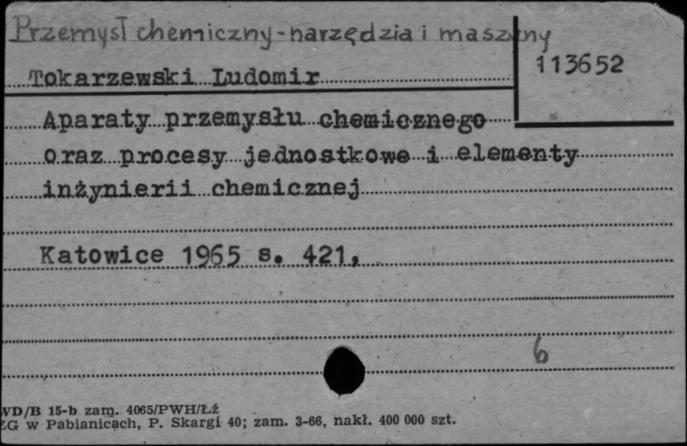 Przemysł chemiczny - narzędzia i maszyny
113652
Tokarzewski Ludomir
Aparaty przemysłu chemicznego
oraz procesy jednostkowe i elementy
inżynierii chemicznej
Katowice 1965 s. 421,
6
WD/B 15-b zam. 4065/PWH/Łź
ZG w Pabianicach, P. Skargi 40; zam. 3-66, nakł. 400 000 szt.